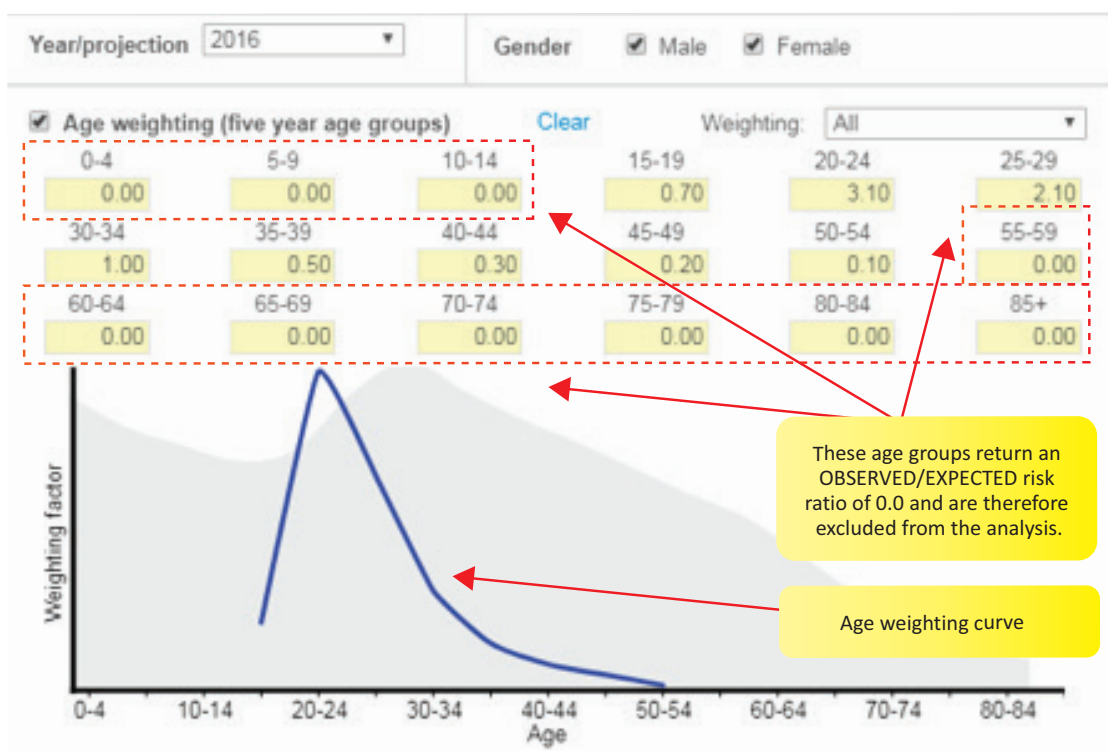 Year/projection 2016 Gender Male Female
Age weighting (five year age groups) Clear Weighting: All
0-4 5-9 10-14 15-19 20-24 25-29
0.00 0.00 0.00 0.70 3.10 2.10
30-34 35-39 40-44 45-49 50-54 55-59
1.00 0.50 0.30 0.20 0.10 0.00
60-64 65-69 70-74 75-79 80-84 85+
0.00 0.00 0.00 0.00 0.00 0.00
These age groups return an
OBSERVED/EXPECTED risk
ratio of 0.0 and are therefore
excluded from the analysis.
Age weighting curve
Weighting factor
0-4 10-14 20-24 30-34 40-44 50-54 60-64 70-74 80-84
Age